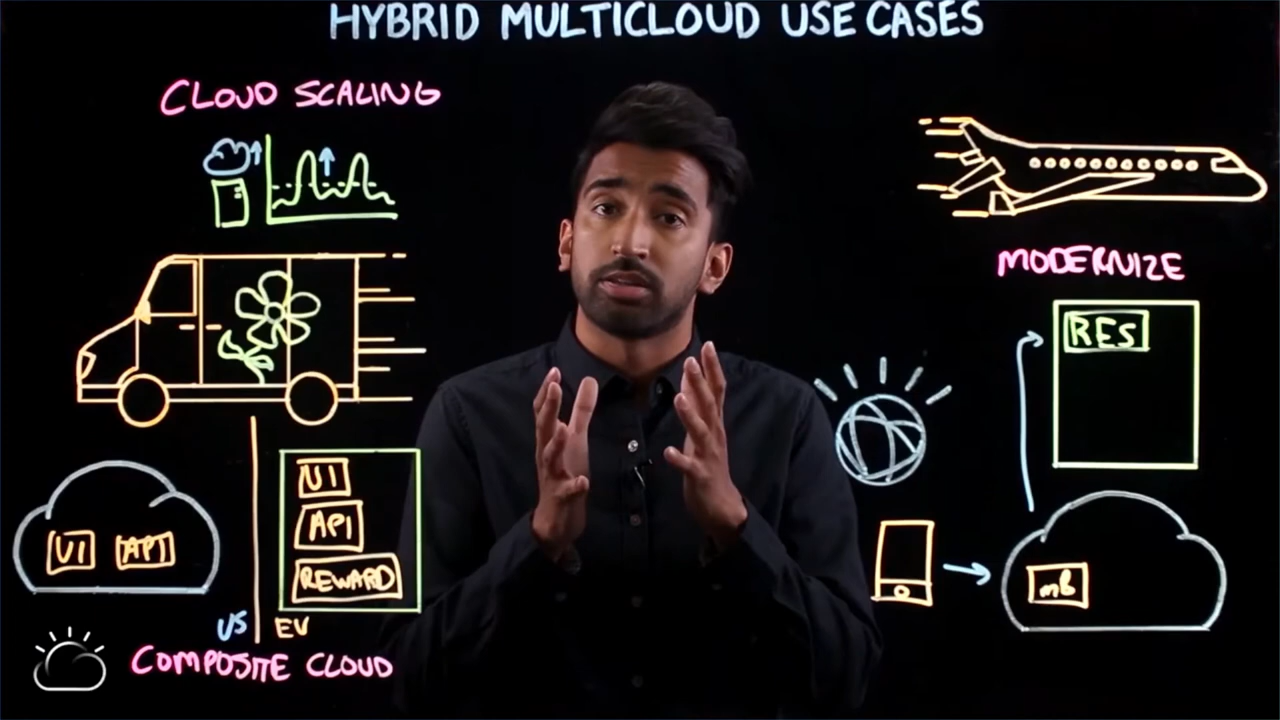 HYBRID MULTICLOUD USE CASES
CLOUD SCALING
MODERNIZE
RES
UI
API
REWARD
UI API
mB
US EU
COMPOSITE CLOUD